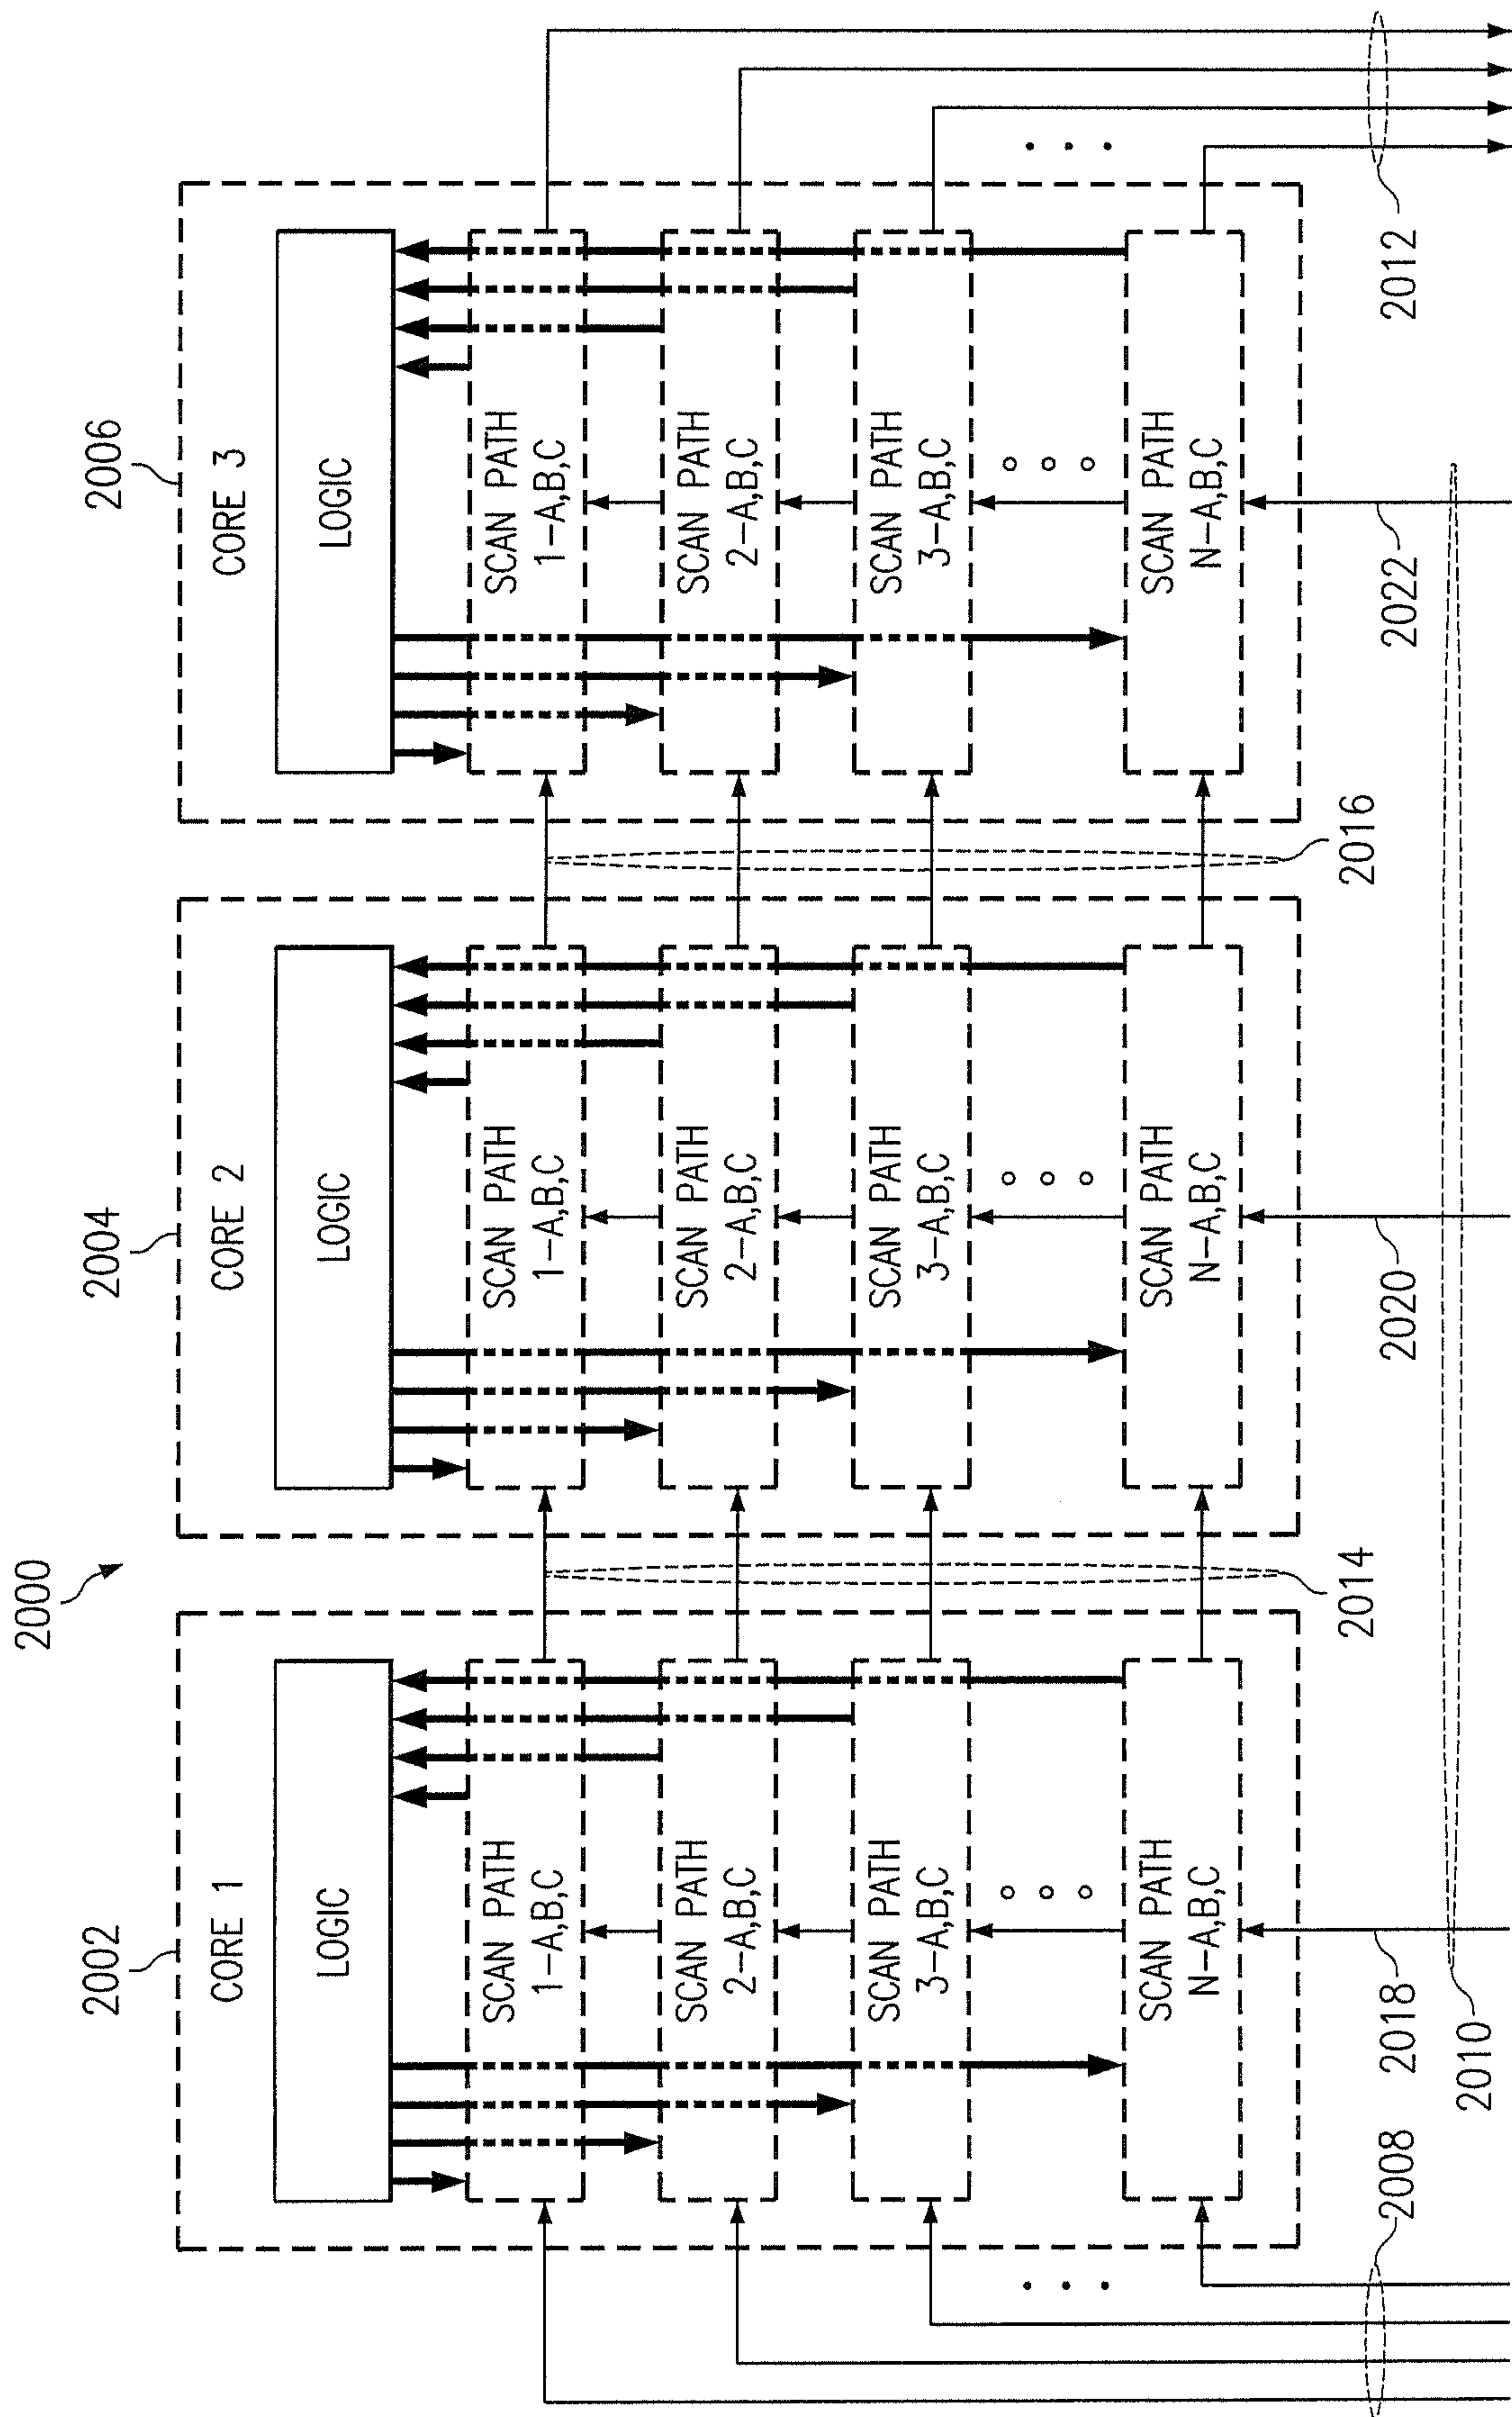 2000
2002
2004
2006
CORE 1
LOGIC
SCAN PATH
1-A,B,C
SCAN PATH
2-A,B,C
SCAN PATH
3-A,B,C
SCAN PATH
N-A,B,C
CORE 2
LOGIC
SCAN PATH
1-A,B,C
SCAN PATH
2-A,B,C
SCAN PATH
3-A,B,C
SCAN PATH
N-A,B,C
CORE 3
LOGIC
SCAN PATH
1-A,B,C
SCAN PATH
2-A,B,C
SCAN PATH
3-A,B,C
SCAN PATH
N-A,B,C
2014
2016
2008
2018
2020
2022
2012
2010